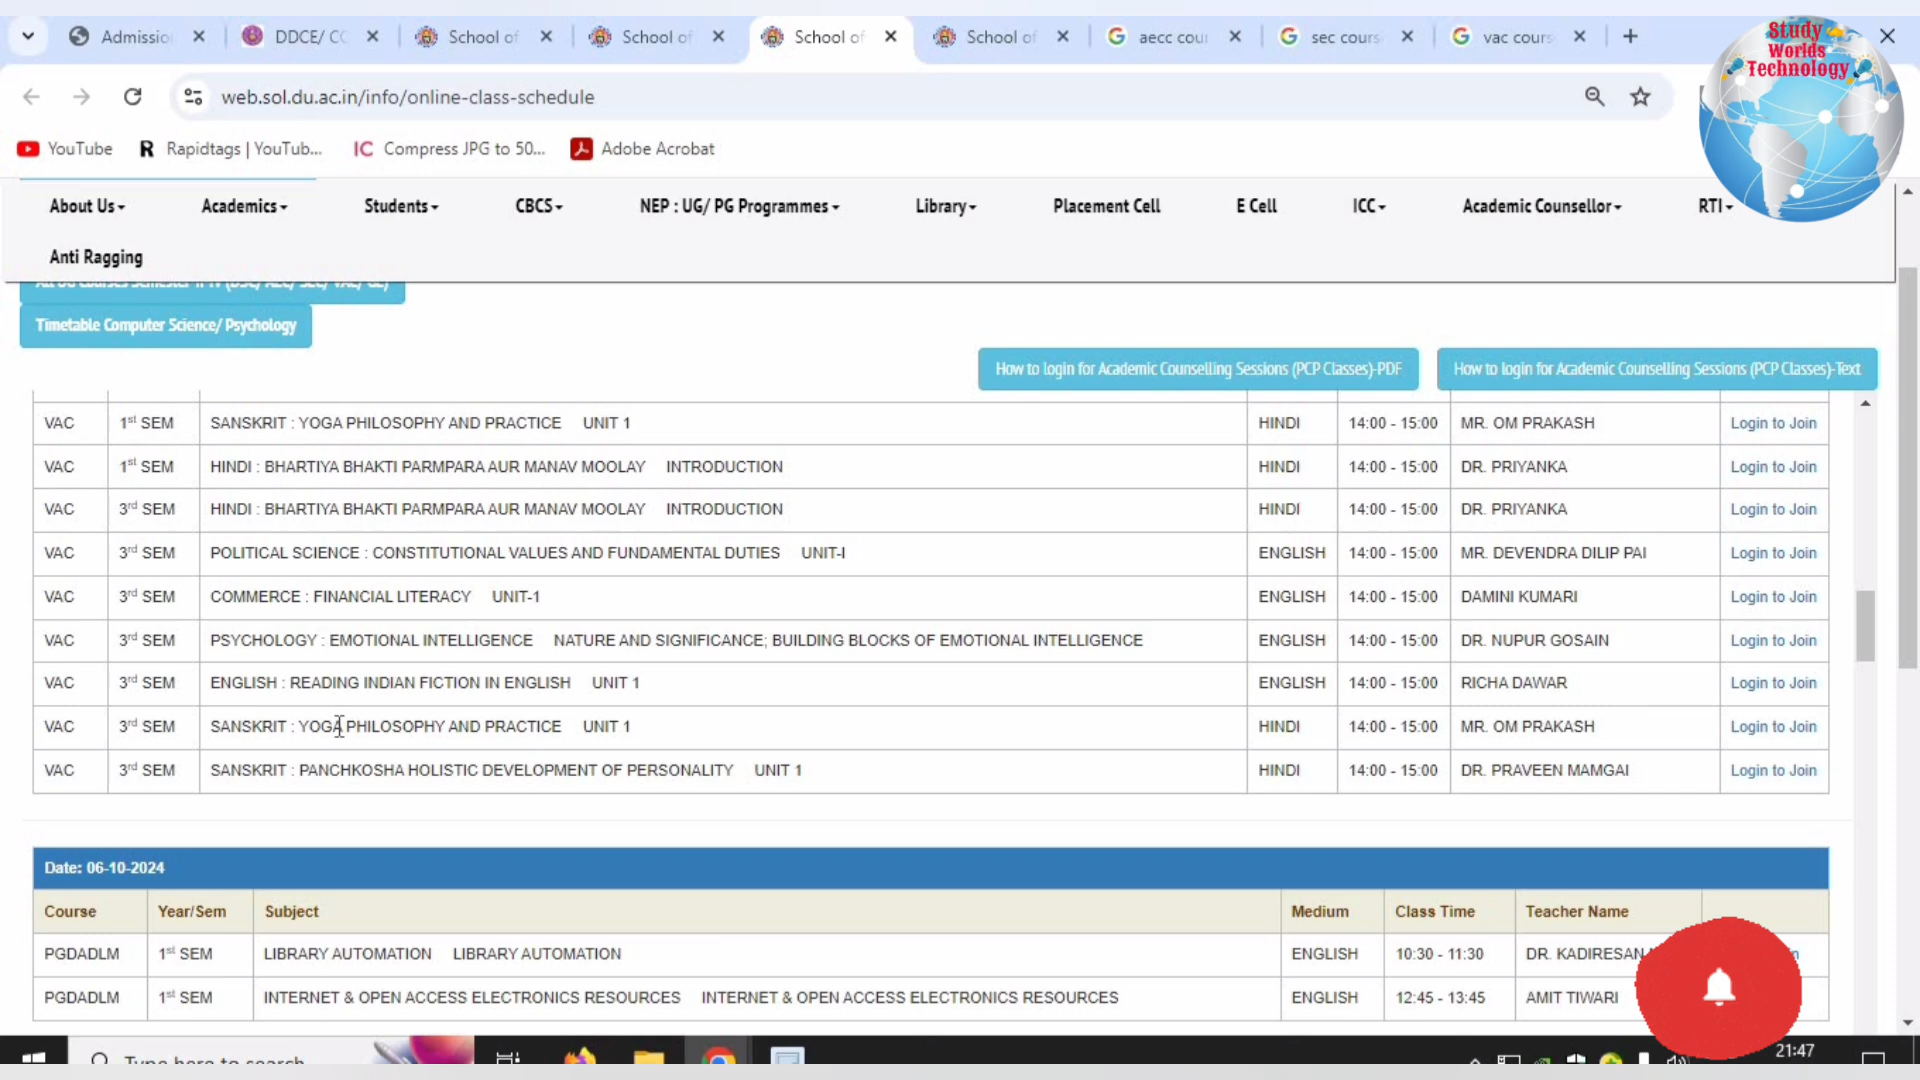 Admissio
DDCE/ CC
School of
School of
School of
School of
aecc cour
sec cours
vac cours
Study
Worlds
Technology
web.sol.du.ac.in/info/online-class-schedule
YouTube
Rapidtags | YouTub...
Compress JPG to 50...
Adobe Acrobat
About Us
Academics
Students
CBCS
NEP : UG/ PG Programmes
Library
Placement Cell
E Cell
ICC
Academic Counsellor
RTI
Anti Ragging
Timetable Computer Science/ Psychology
How to login for Academic Counselling Sessions (PCP Classes)-PDF
How to login for Academic Counselling Sessions (PCP Classes)-Text
VAC 1st SEM SANSKRIT : YOGA PHILOSOPHY AND PRACTICE UNIT 1 HINDI 14:00 - 15:00 MR. OM PRAKASH Login to Join
VAC 1st SEM HINDI : BHARTIYA BHAKTI PARMPARA AUR MANAV MOOLAY INTRODUCTION HINDI 14:00 - 15:00 DR. PRIYANKA Login to Join
VAC 3rd SEM HINDI : BHARTIYA BHAKTI PARMPARA AUR MANAV MOOLAY INTRODUCTION HINDI 14:00 - 15:00 DR. PRIYANKA Login to Join
VAC 3rd SEM POLITICAL SCIENCE : CONSTITUTIONAL VALUES AND FUNDAMENTAL DUTIES UNIT-I ENGLISH 14:00 - 15:00 MR. DEVENDRA DILIP PAI Login to Join
VAC 3rd SEM COMMERCE : FINANCIAL LITERACY UNIT-1 ENGLISH 14:00 - 15:00 DAMINI KUMARI Login to Join
VAC 3rd SEM PSYCHOLOGY : EMOTIONAL INTELLIGENCE NATURE AND SIGNIFICANCE; BUILDING BLOCKS OF EMOTIONAL INTELLIGENCE ENGLISH 14:00 - 15:00 DR. NUPUR GOSAIN Login to Join
VAC 3rd SEM ENGLISH : READING INDIAN FICTION IN ENGLISH UNIT 1 ENGLISH 14:00 - 15:00 RICHA DAWAR Login to Join
VAC 3rd SEM SANSKRIT : YOGA PHILOSOPHY AND PRACTICE UNIT 1 HINDI 14:00 - 15:00 MR. OM PRAKASH Login to Join
VAC 3rd SEM SANSKRIT : PANCHKOSHA HOLISTIC DEVELOPMENT OF PERSONALITY UNIT 1 HINDI 14:00 - 15:00 DR. PRAVEEN MAMGAI Login to Join
Date: 06-10-2024
Course Year/Sem Subject Medium Class Time Teacher Name
PGDADLM 1st SEM LIBRARY AUTOMATION LIBRARY AUTOMATION ENGLISH 10:30 - 11:30 DR. KADIRESAN
PGDADLM 1st SEM INTERNET & OPEN ACCESS ELECTRONICS RESOURCES INTERNET & OPEN ACCESS ELECTRONICS RESOURCES ENGLISH 12:45 - 13:45 AMIT TIWARI
Type here to search
21:47